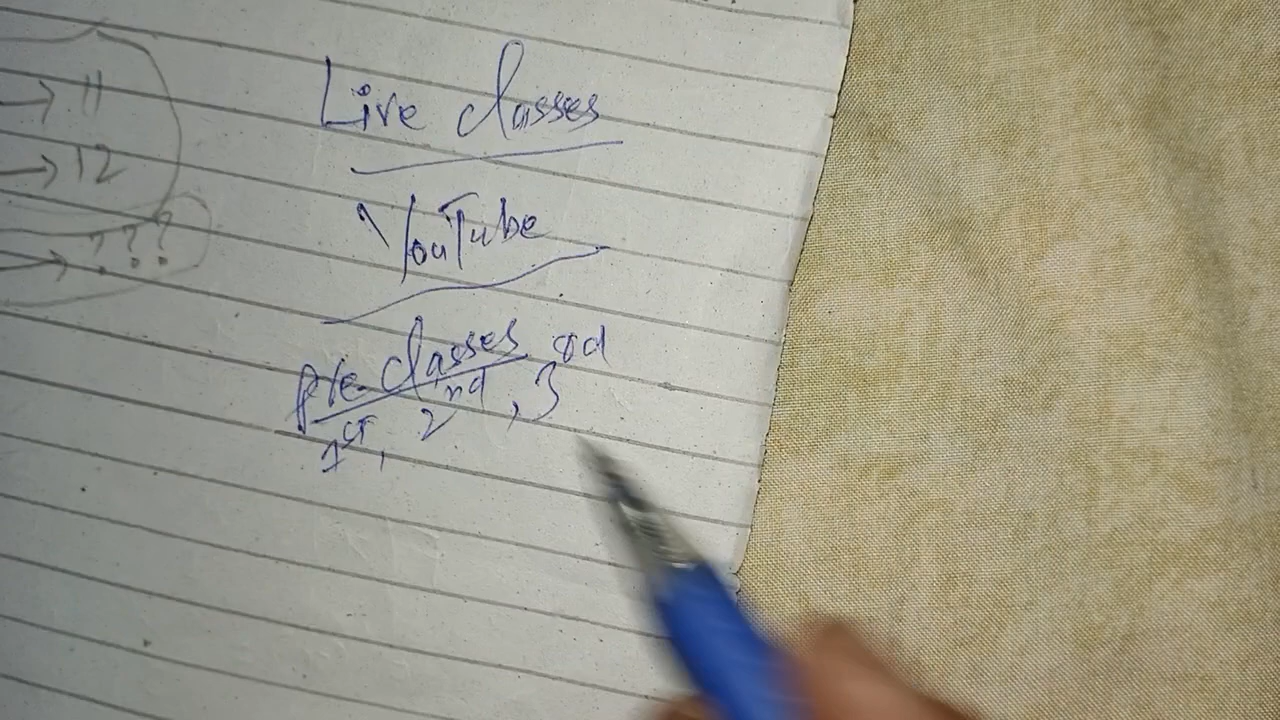 → 11
→ 12
→ ???
Live classes
YouTube
pre classes
1st, 2nd, 3rd